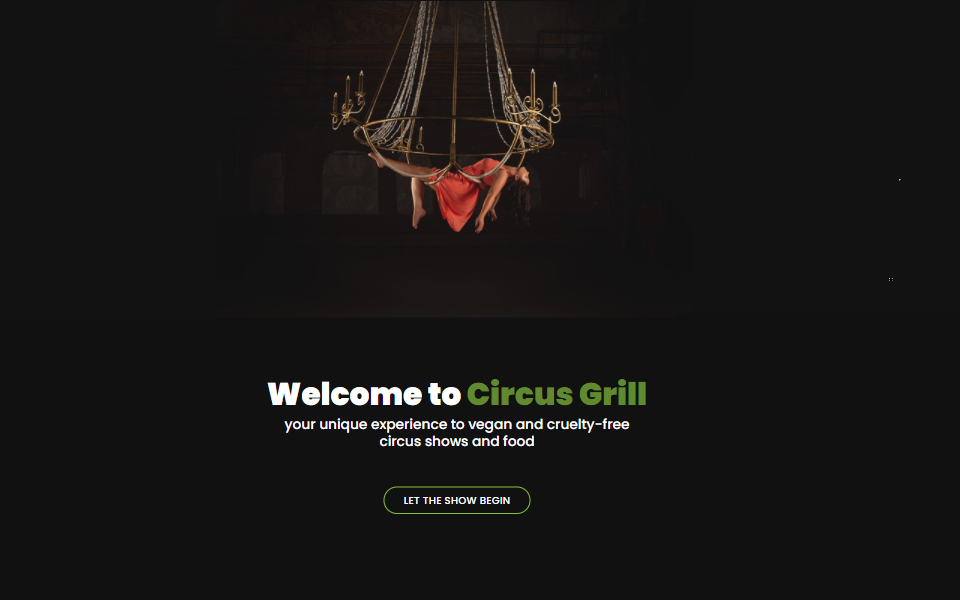 Welcome to Circus Grill
your unique experience to vegan and cruelty-free
circus shows and food
LET THE SHOW BEGIN